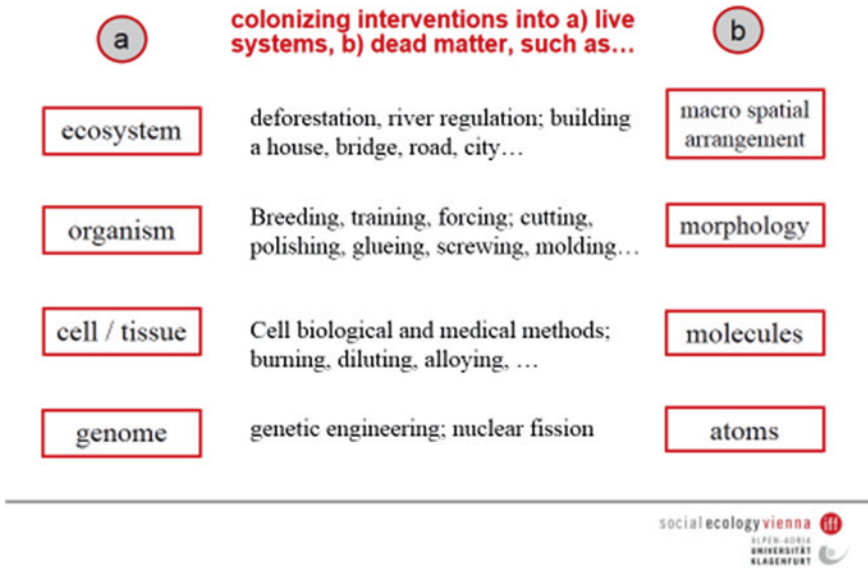 a
colonizing interventions into a) live
systems, b) dead matter, such as…
b
ecosystem
deforestation, river regulation; building
a house, bridge, road, city…
macro spatial
arrangement
organism
Breeding, training, forcing; cutting,
polishing, glueing, screwing, molding…
morphology
cell / tissue
Cell biological and medical methods;
burning, diluting, alloying, …
molecules
genome
genetic engineering; nuclear fission
atoms
social ecology vienna iff
ALPEN-ADRIA
UNIVERSITÄT
KLAGENFURT